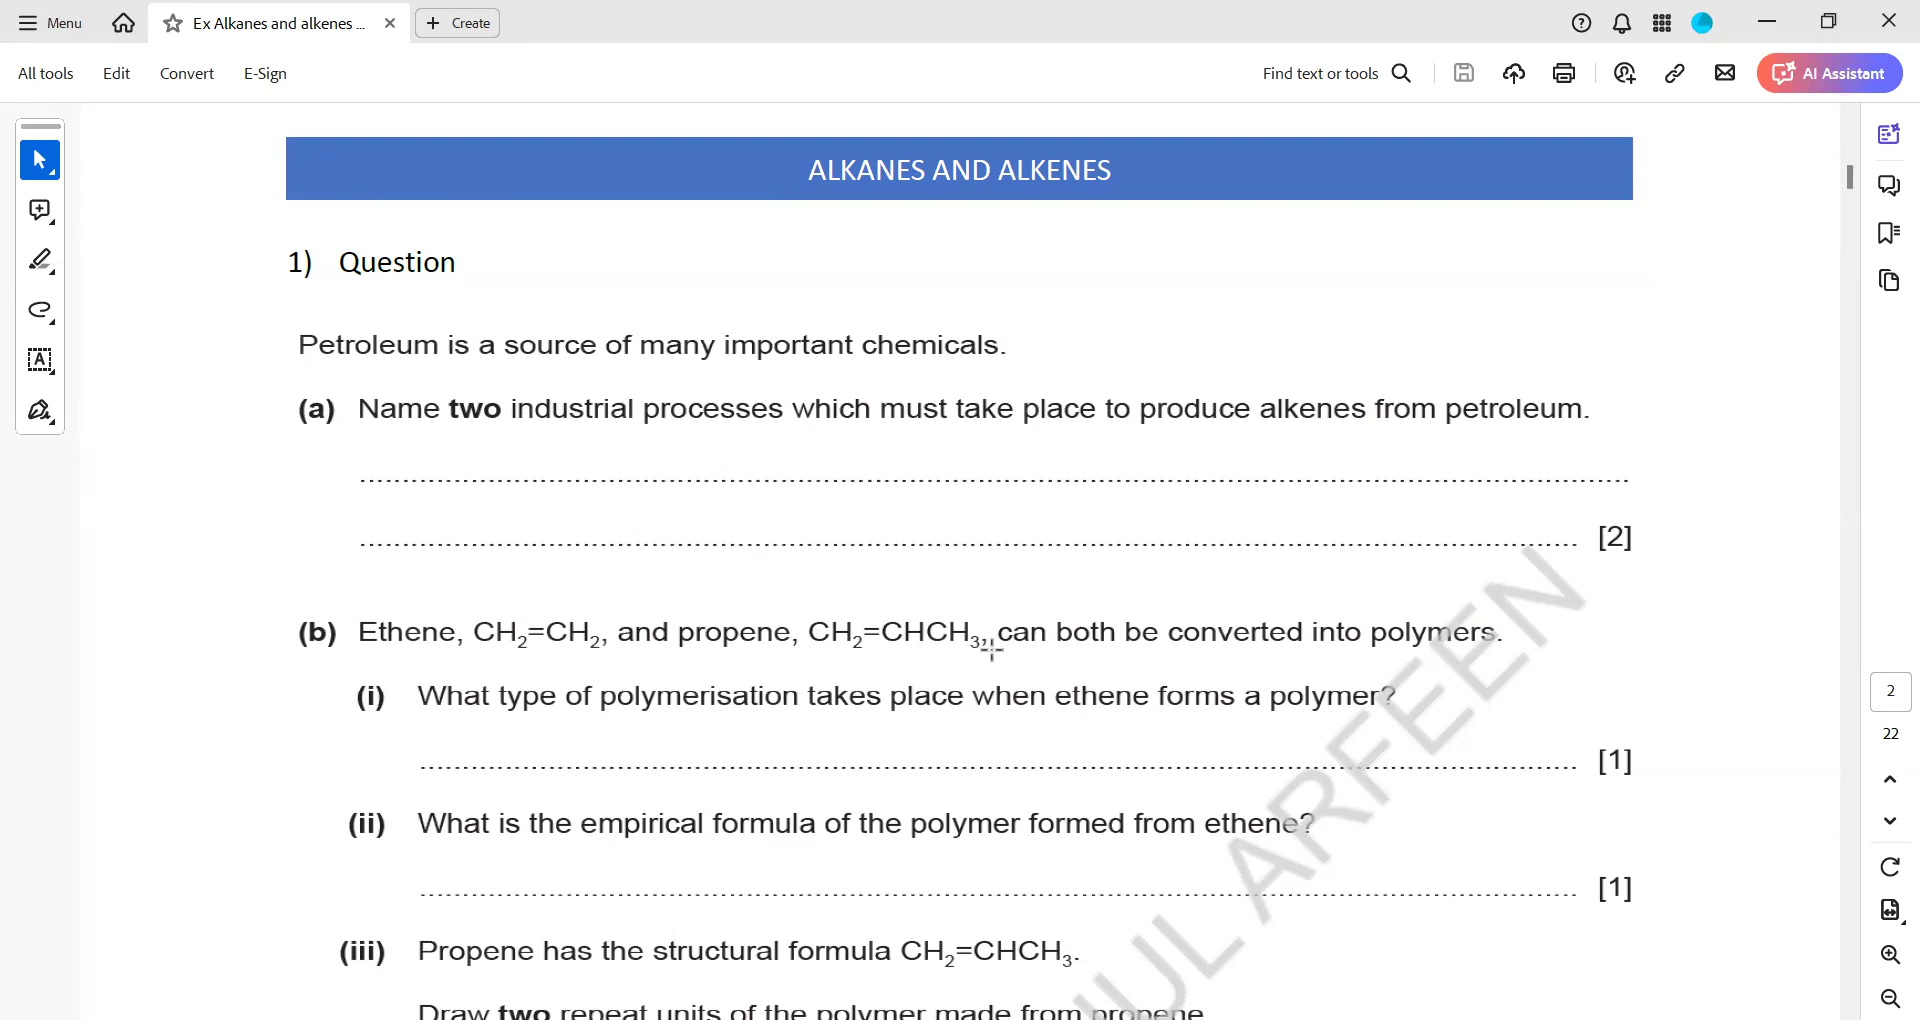 Menu
Ex Alkanes and alkenes ...
Create
All tools
Edit
Convert
E-Sign
Find text or tools
AI Assistant
ALKANES AND ALKENES
1) Question
Petroleum is a source of many important chemicals.
(a) Name two industrial processes which must take place to produce alkenes from petroleum.
[2]
(b) Ethene, CH₂=CH₂, and propene, CH₂=CHCH₃, can both be converted into polymers.
(i) What type of polymerisation takes place when ethene forms a polymer?
[1]
(ii) What is the empirical formula of the polymer formed from ethene?
[1]
(iii) Propene has the structural formula CH₂=CHCH₃.
Draw two repeat units of the polymer made from propene
UL ARFEEN
2
22